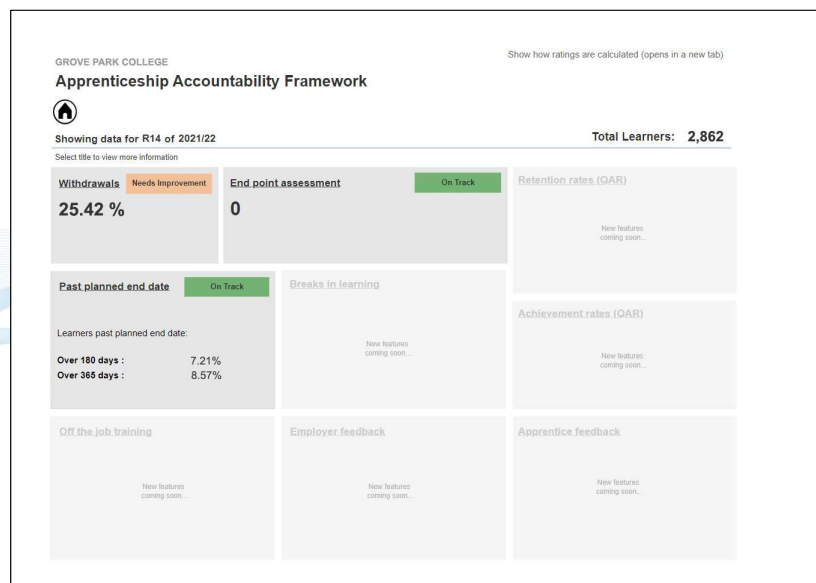 GROVE PARK COLLEGE
Show how ratings are calculated (opens in a new tab)
Apprenticeship Accountability Framework
Showing data for R14 of 2021/22
Total Learners: 2,862
Select title to view more information
Withdrawals Needs Improvement
25.42 %
End point assessment On Track
0
Retention rates (QAR)
New features
coming soon...
Past planned end date On Track
Learners past planned end date:
Over 180 days : 7.21%
Over 365 days : 8.57%
Breaks in learning
New features
coming soon...
Achievement rates (QAR)
New features
coming soon...
Off the job training
New features
coming soon...
Employer feedback
New features
coming soon...
Apprentice feedback
New features
coming soon...